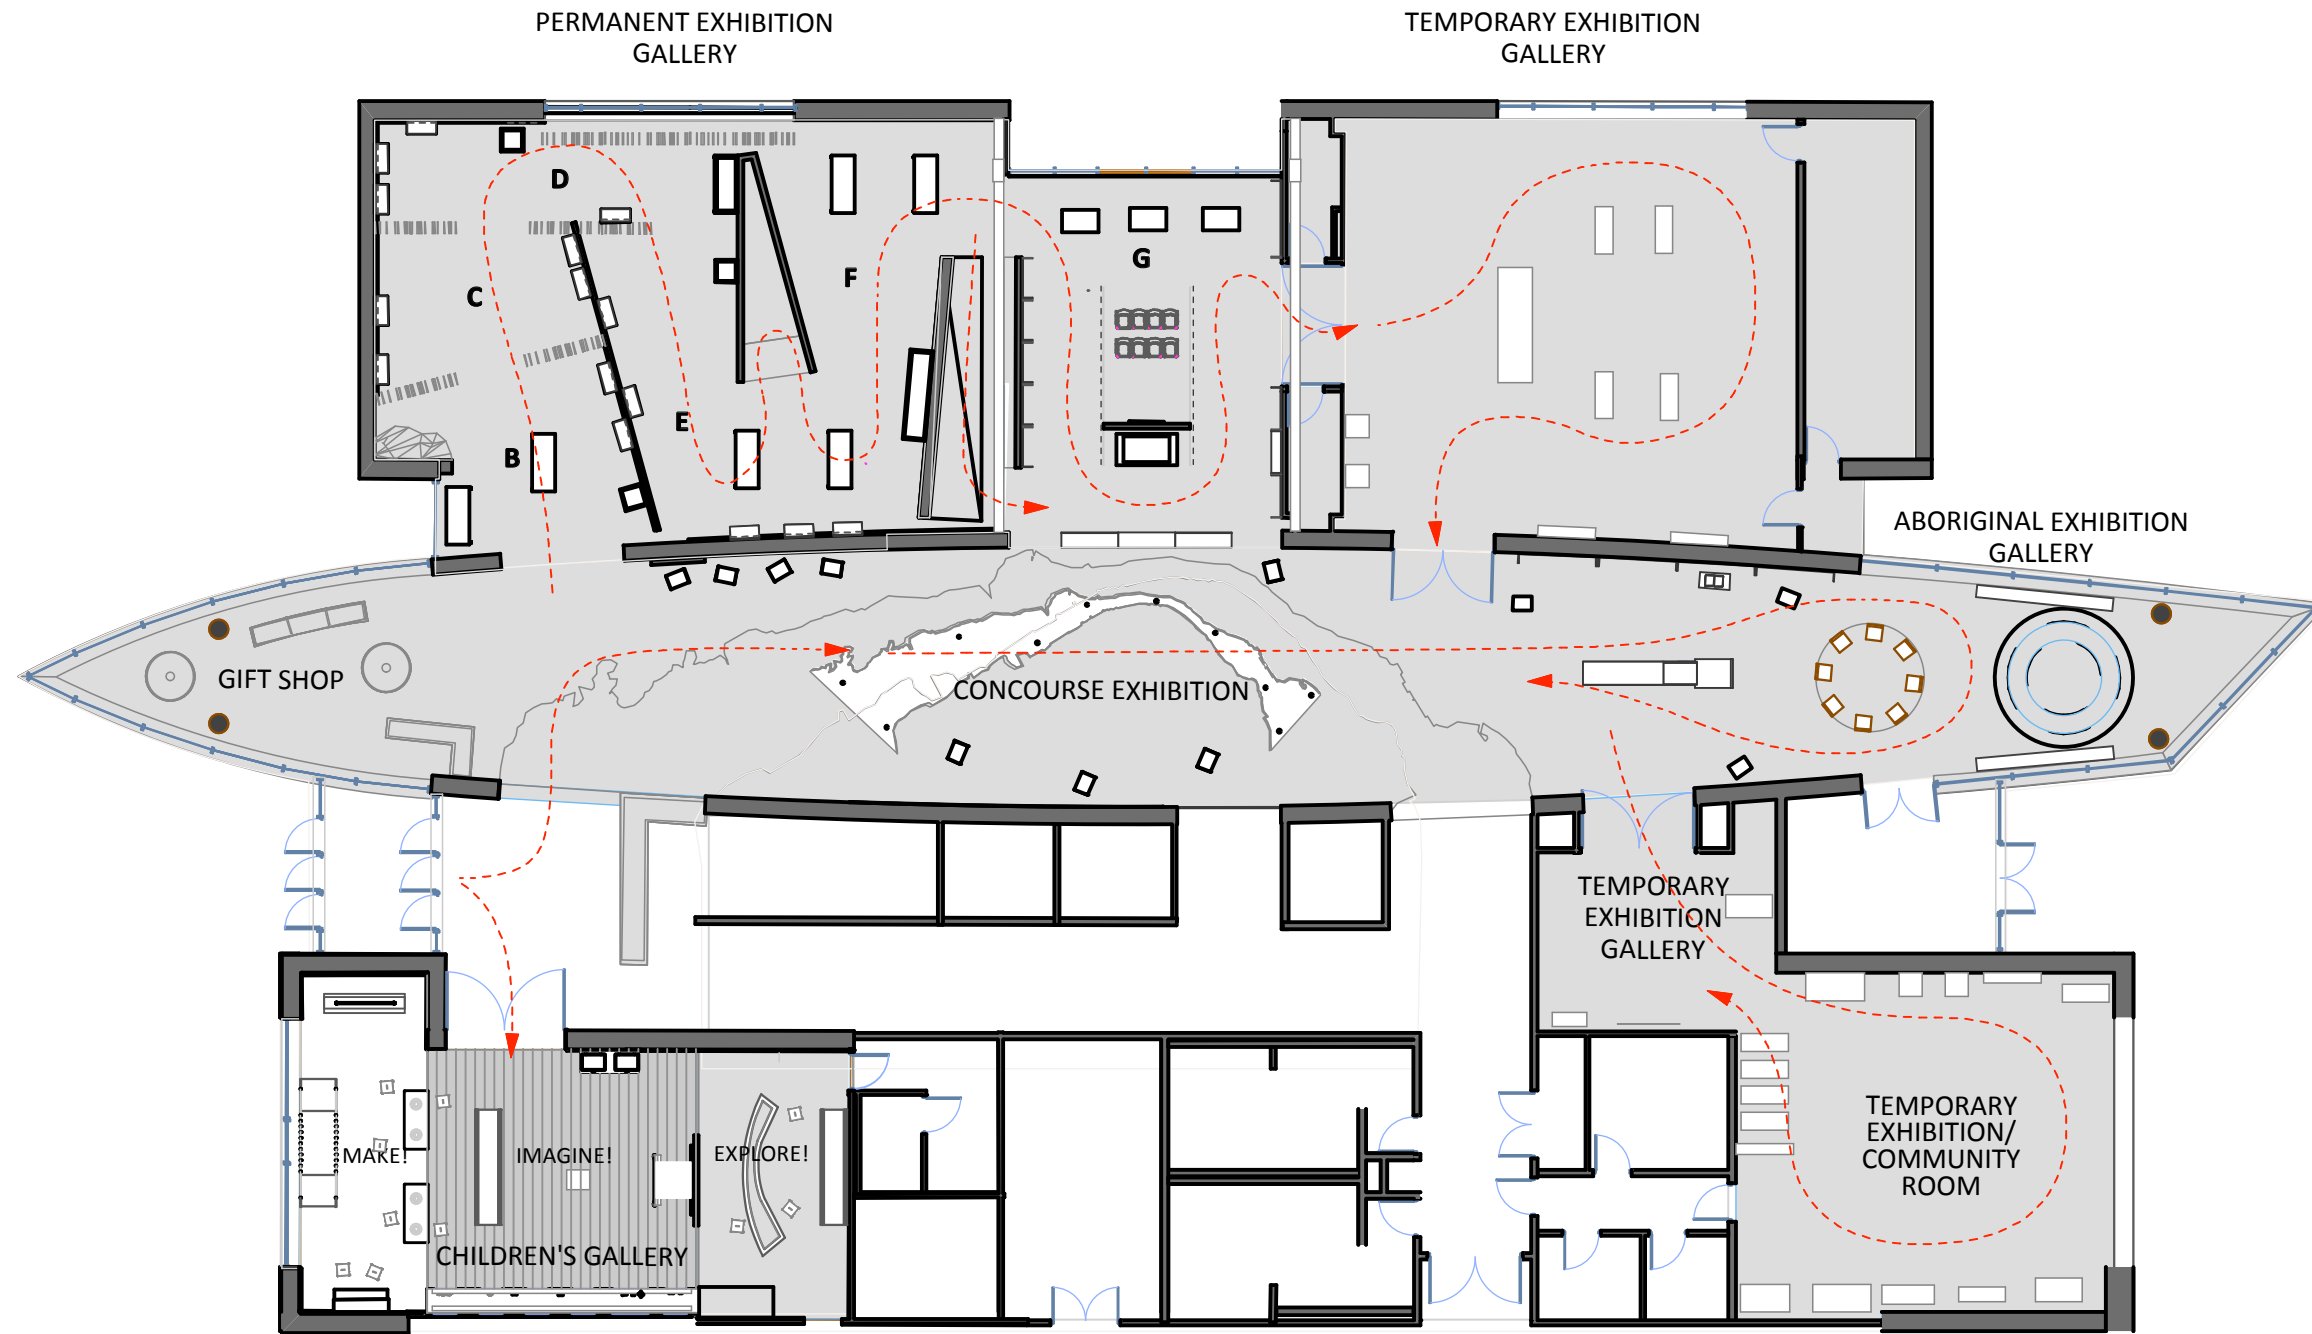 PERMANENT EXHIBITION
GALLERY
TEMPORARY EXHIBITION
GALLERY
D
G
F
C
E
B
ABORIGINAL EXHIBITION
GALLERY
GIFT SHOP
CONCOURSE EXHIBITION
TEMPORARY
EXHIBITION
GALLERY
MAKE!
IMAGINE!
EXPLORE!
CHILDREN'S GALLERY
TEMPORARY
EXHIBITION/
COMMUNITY
ROOM